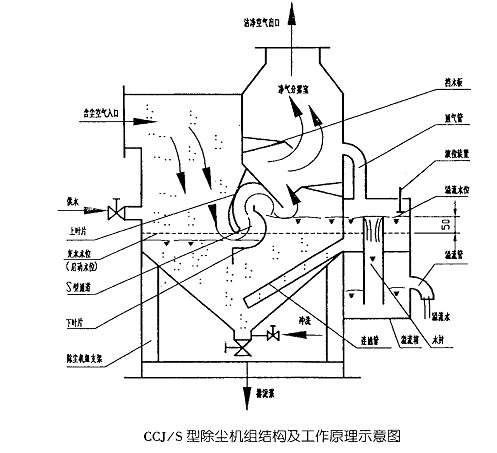 洁净空气出口
挡水板
净气分雾室
含尘空气入口
通气管
液控装置
供水
溢流水位
50
上叶片
充水水位
(启动水位)
S型通道
溢流管
下叶片
冲洗
除尘机组支架
连通管
溢流箱
水封
溢流水
排淤浆
CCJ/S 型除尘机组结构及工作原理示意图